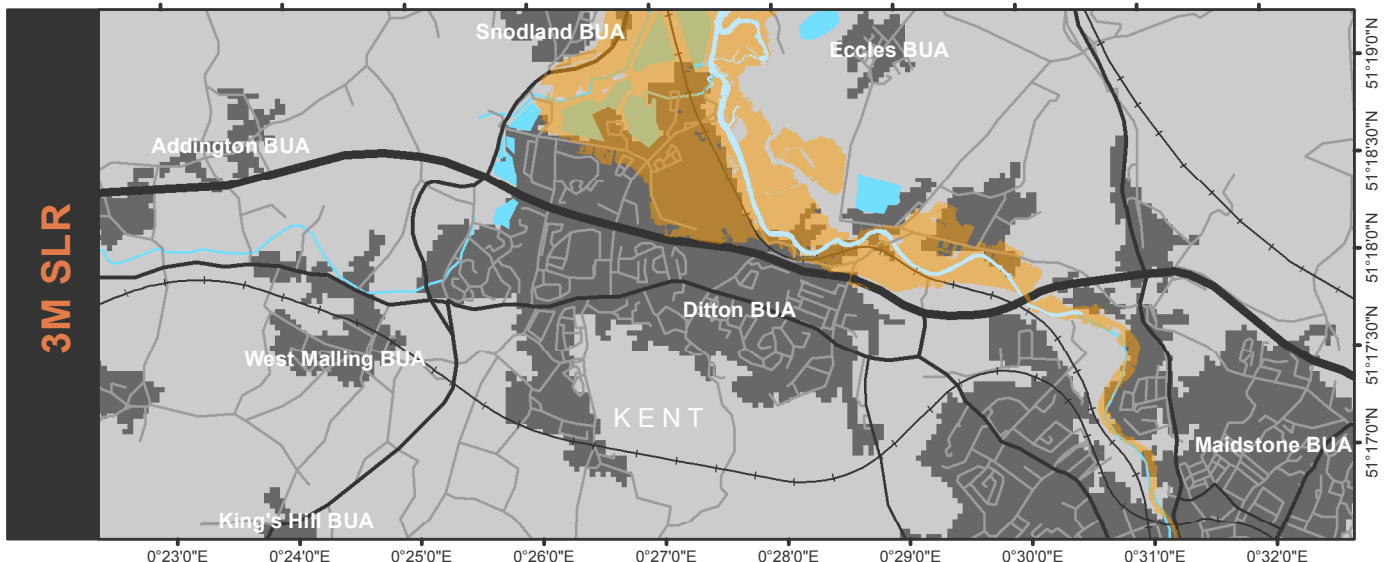 3M SLR
Snodland BUA
Eccles BUA
Addington BUA
Ditton BUA
West Malling BUA
KENT
Maidstone BUA
King's Hill BUA
51°19'0"N
51°18'30"N
51°18'0"N
51°17'30"N
51°17'0"N
0°23'0"E
0°24'0"E
0°25'0"E
0°26'0"E
0°27'0"E
0°28'0"E
0°29'0"E
0°30'0"E
0°31'0"E
0°32'0"E